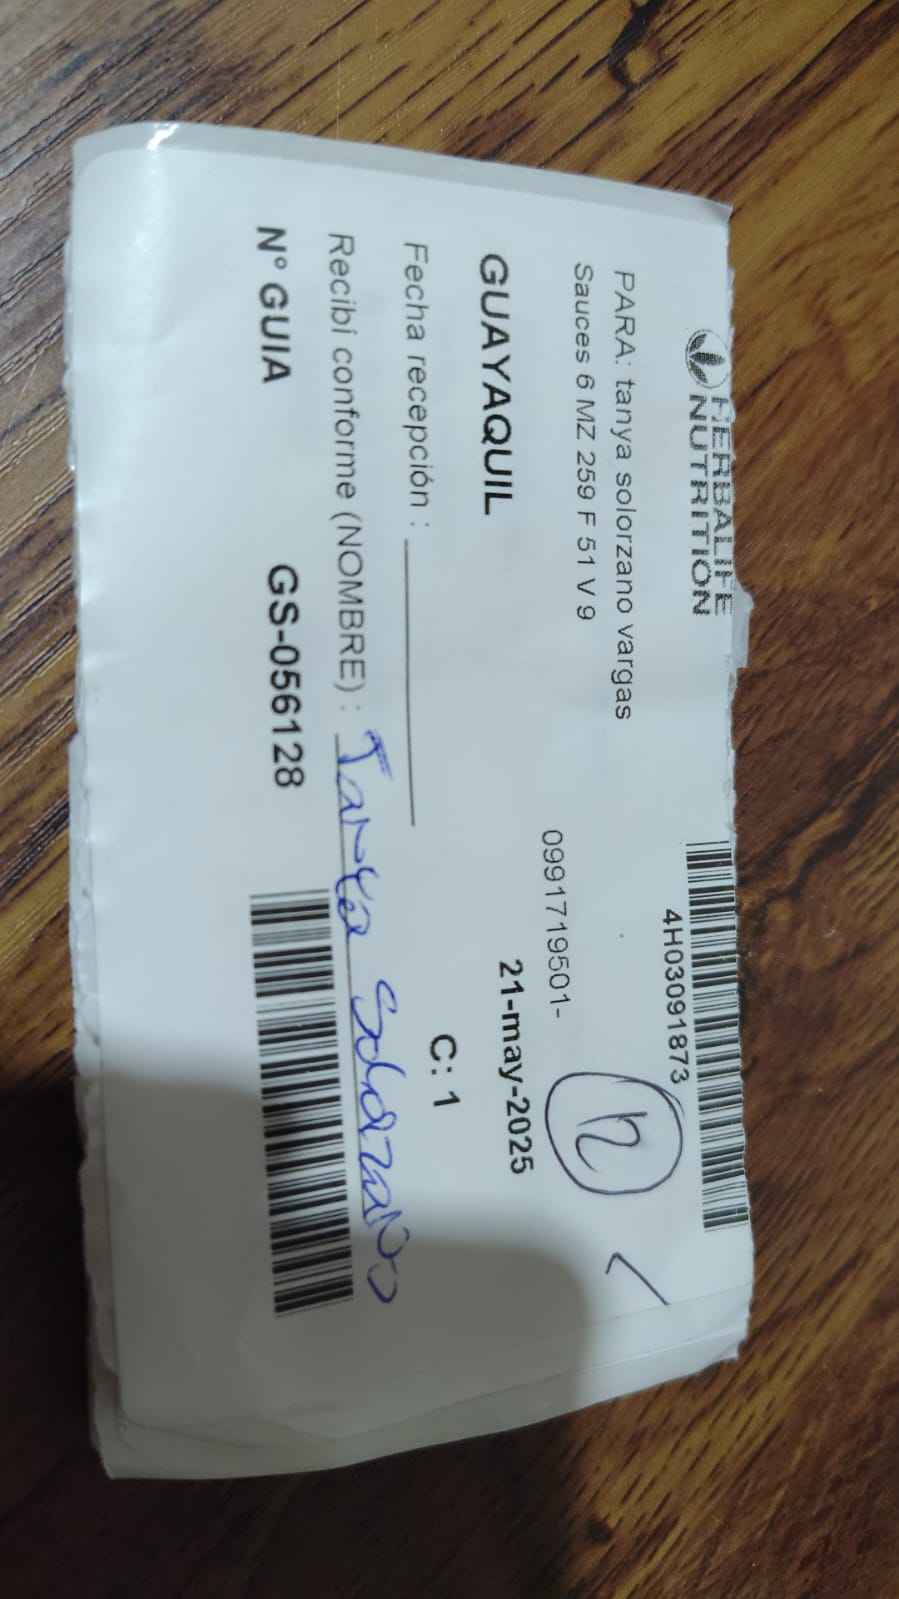 HERBALIFE
NUTRITION
4H03091873
PARA: tanya solorzano vargas
Sauces 6 MZ 259 F 51 V 9
0991719501-
GUAYAQUIL
21-may-2025
Fecha recepción :
C: 1
Recibí conforme (NOMBRE) : Tanya Solorzano
N° GUIA GS-056128